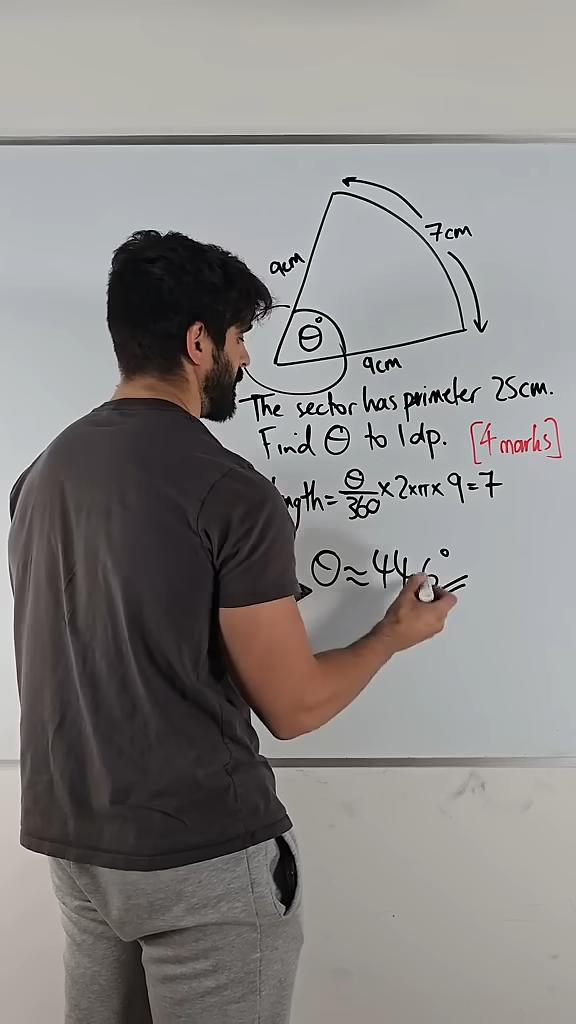 9cm
7cm
θ°
9cm
The sector has perimeter 25cm.
Find θ to 1dp. [4 marks]
ngth = θ/360 × 2×π× 9 = 7
θ ≈ 44.6°